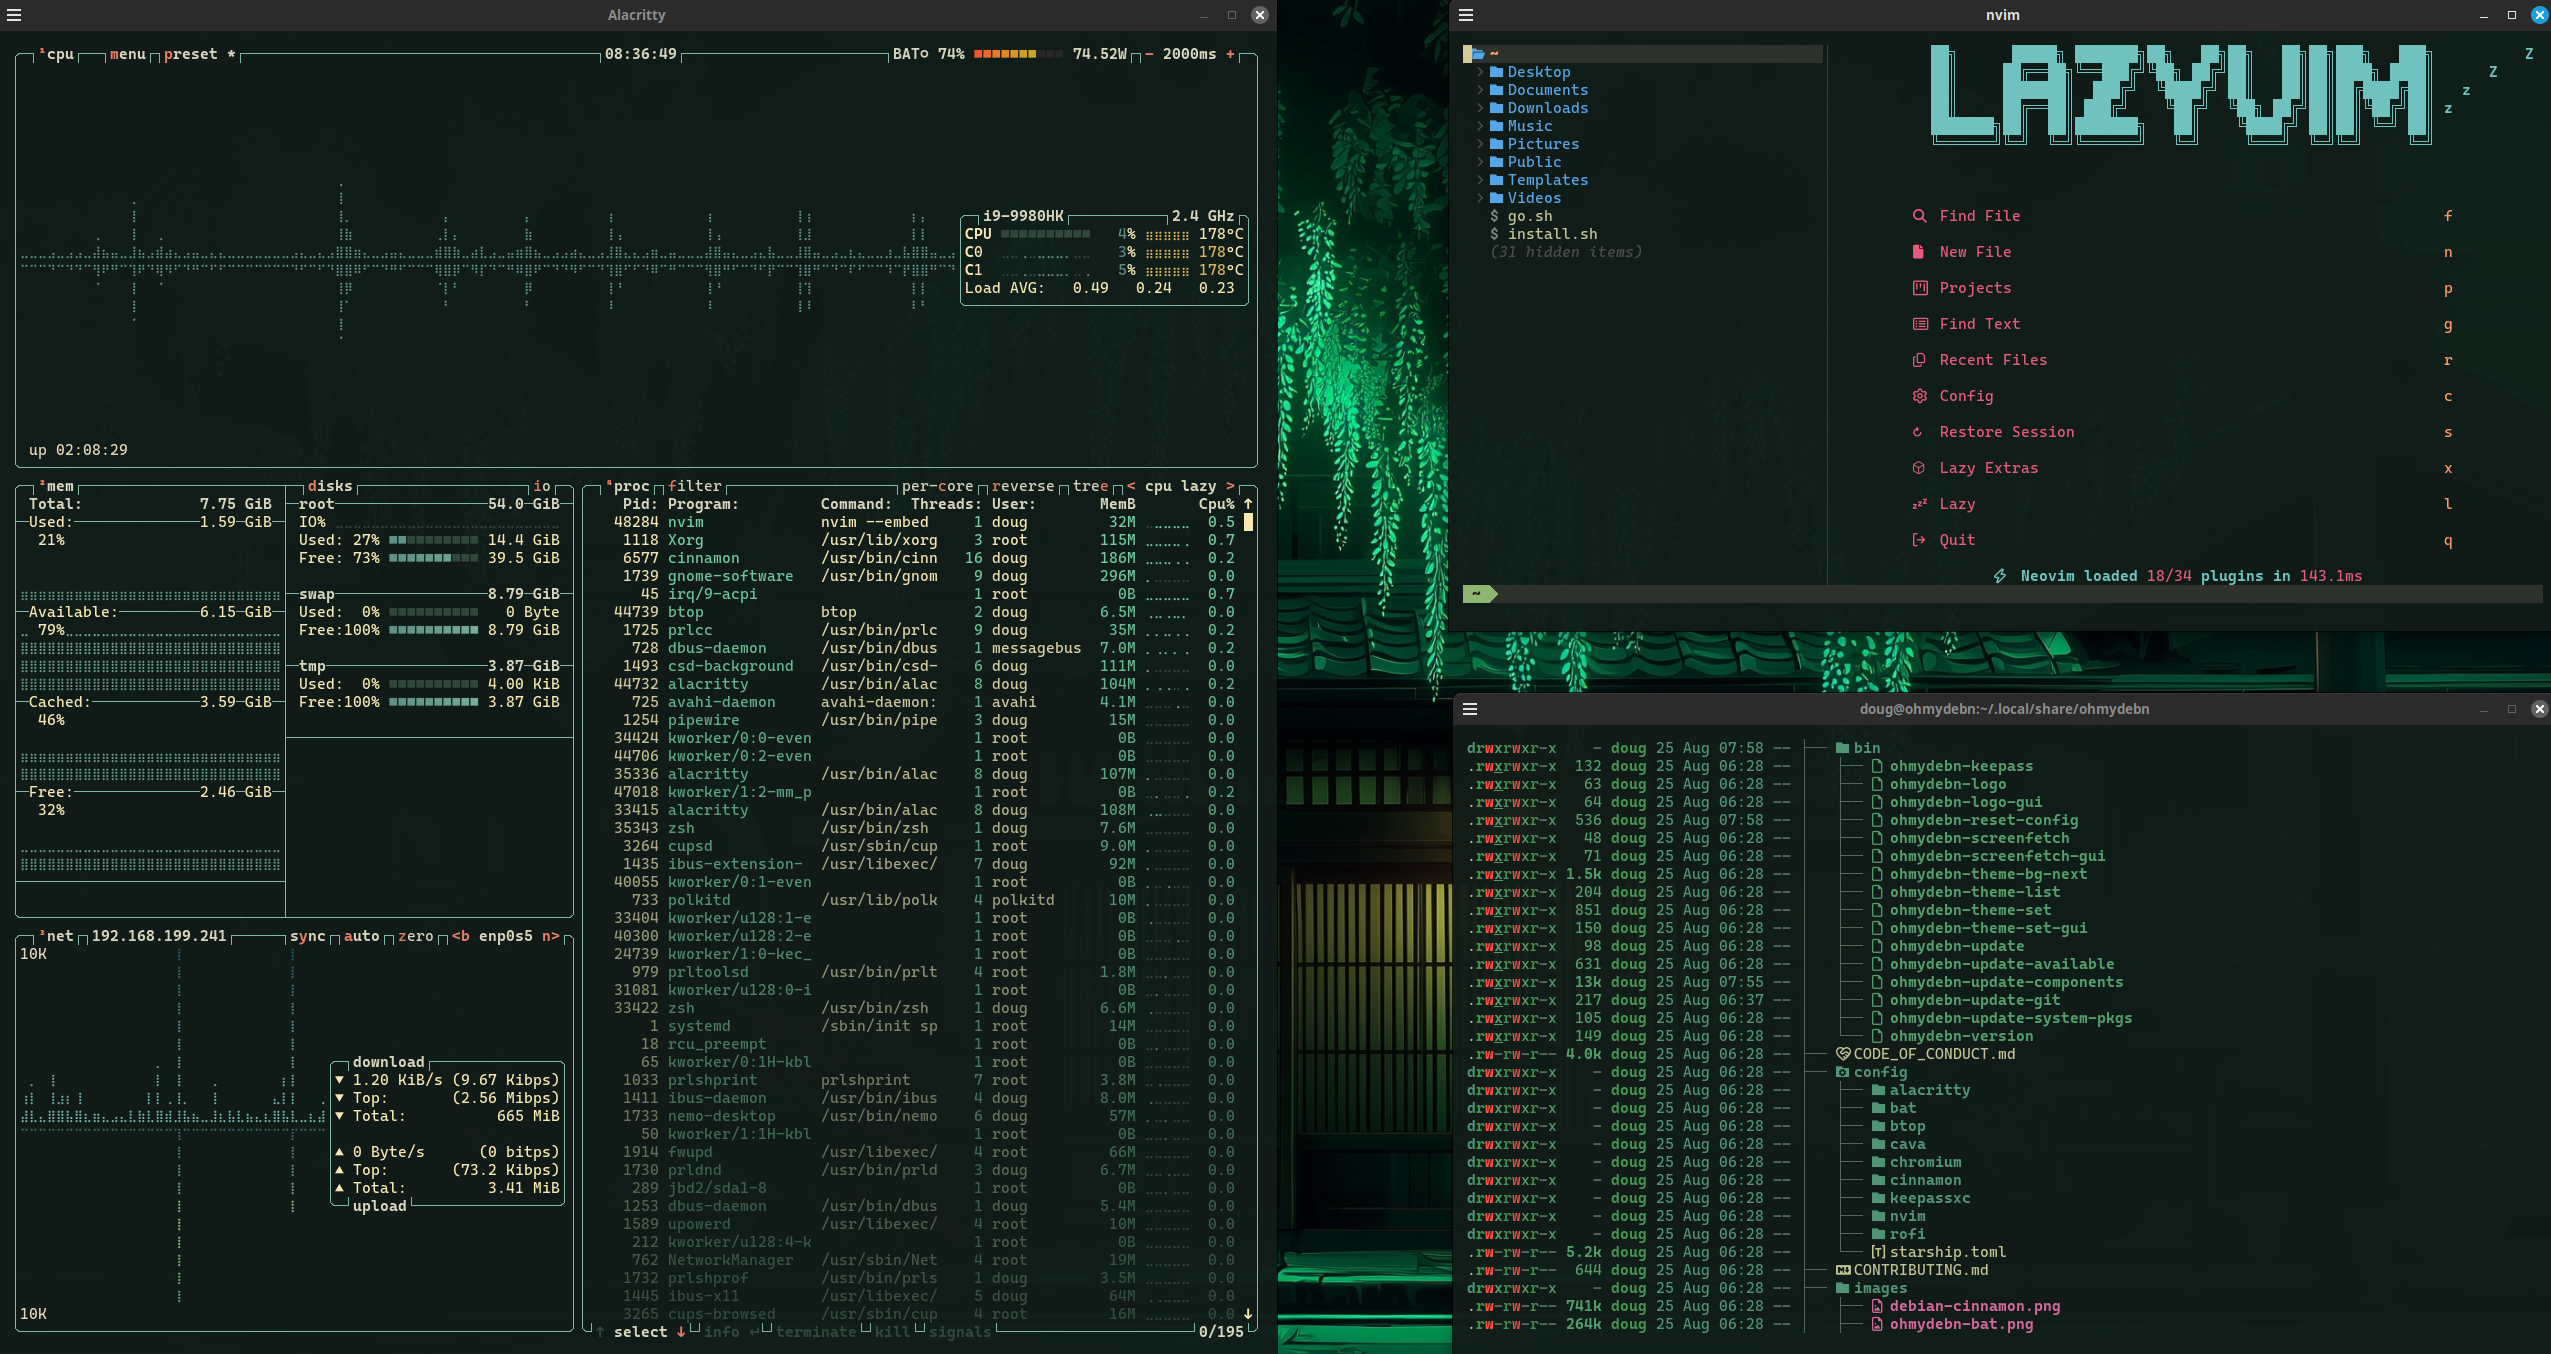 Alacritty
¹cpu menu preset * 08:36:49 BAT 74% 74.52W - 2000ms +
i9-9980HK 2.4 GHz
CPU 4% 178°C
C0 3% 178°C
C1 5% 178°C
Load AVG: 0.49 0.24 0.23
up 02:08:29
²mem
Total: 7.75 GiB
Used: 1.59 GiB
21%
Available: 6.15 GiB
79%
Cached: 3.59 GiB
46%
Free: 2.46 GiB
32%
disks io
root 54.0 GiB
IO%
Used: 27% 14.4 GiB
Free: 73% 39.5 GiB
swap 8.79 GiB
Used: 0% 0 Byte
Free:100% 8.79 GiB
tmp 3.87 GiB
Used: 0% 4.00 KiB
Free:100% 3.87 GiB
³net 192.168.199.241 sync auto zero <b enp0s5 n>
10K
download
▼ 1.20 KiB/s (9.67 Kibps)
▼ Top: (2.56 Mibps)
▼ Total: 665 MiB
▲ 0 Byte/s (0 bitps)
▲ Top: (73.2 Kibps)
▲ Total: 3.41 MiB
upload
10K
⁴proc filter per-core reverse tree < cpu lazy >
Pid: Program: Command: Threads: User: MemB Cpu% ↑
48284 nvim nvim --embed 1 doug 32M 0.5
1118 Xorg /usr/lib/xorg 3 root 115M 0.7
6577 cinnamon /usr/bin/cinn 16 doug 186M 0.2
1739 gnome-software /usr/bin/gnom 9 doug 296M 0.0
45 irq/9-acpi 1 root 0B 0.7
44739 btop btop 2 doug 6.5M 0.0
1725 prlcc /usr/bin/prlc 9 doug 35M 0.2
728 dbus-daemon /usr/bin/dbus 1 messagebus 7.0M 0.2
1493 csd-background /usr/bin/csd- 6 doug 111M 0.0
44732 alacritty /usr/bin/alac 8 doug 104M 0.2
725 avahi-daemon avahi-daemon: 1 avahi 4.1M 0.0
1254 pipewire /usr/bin/pipe 3 doug 15M 0.0
34424 kworker/0:0-even 1 root 0B 0.0
44706 kworker/0:2-even 1 root 0B 0.0
35336 alacritty /usr/bin/alac 8 doug 107M 0.0
47018 kworker/1:2-mm_p 1 root 0B 0.2
33415 alacritty /usr/bin/alac 8 doug 108M 0.0
35343 zsh /usr/bin/zsh 1 doug 7.6M 0.0
3264 cupsd /usr/sbin/cup 1 root 9.0M 0.0
1435 ibus-extension- /usr/libexec/ 7 doug 92M 0.0
40055 kworker/0:1-even 1 root 0B 0.0
733 polkitd /usr/lib/polk 4 polkitd 10M 0.0
33404 kworker/u128:1-e 1 root 0B 0.0
40300 kworker/u128:2-e 1 root 0B 0.0
24739 kworker/1:0-kec_ 1 root 0B 0.0
979 prltoolsd /usr/bin/prlt 4 root 1.8M 0.0
31081 kworker/u128:0-i 1 root 0B 0.0
33422 zsh /usr/bin/zsh 1 doug 6.6M 0.0
1 systemd /sbin/init sp 1 root 14M 0.0
18 rcu_preempt 1 root 0B 0.0
65 kworker/0:1H-kbl 1 root 0B 0.0
1033 prlshprint prlshprint 7 root 3.8M 0.0
1411 ibus-daemon /usr/bin/ibus 4 doug 8.0M 0.0
1733 nemo-desktop /usr/bin/nemo 6 doug 57M 0.0
50 kworker/1:1H-kbl 1 root 0B 0.0
1914 fwupd /usr/libexec/ 4 root 66M 0.0
1730 prldnd /usr/bin/prld 3 doug 6.7M 0.0
289 jbd2/sda1-8 1 root 0B 0.0
1253 dbus-daemon /usr/bin/dbus 1 doug 5.4M 0.0
1589 upowerd /usr/libexec/ 4 root 10M 0.0
212 kworker/u128:4-k 1 root 0B 0.0
762 NetworkManager /usr/sbin/Net 4 root 19M 0.0
1732 prlshprof /usr/bin/prls 1 doug 3.5M 0.0
1445 ibus-x11 /usr/libexec/ 5 doug 64M 0.0
3265 cups-browsed /usr/sbin/cup 4 root 16M 0.0 ↓
↑ select ↓ info ↵ terminate kill signals 0/195
nvim
~
> Desktop
> Documents
> Downloads
> Music
> Pictures
> Public
> Templates
> Videos
$ go.sh
$ install.sh
(31 hidden items)
~
LAZYVIM
Z
Z
z
z
Find File f
New File n
Projects p
Find Text g
Recent Files r
Config c
Restore Session s
Lazy Extras x
Lazy l
Quit q
Neovim loaded 18/34 plugins in 143.1ms
doug@ohmydebn:~/.local/share/ohmydebn
drwxrwxr-x - doug 25 Aug 07:58 -- bin
.rwxrwxr-x 132 doug 25 Aug 06:28 -- ohmydebn-keepass
.rwxrwxr-x 63 doug 25 Aug 06:28 -- ohmydebn-logo
.rwxrwxr-x 64 doug 25 Aug 06:28 -- ohmydebn-logo-gui
.rwxrwxr-x 536 doug 25 Aug 07:58 -- ohmydebn-reset-config
.rwxrwxr-x 48 doug 25 Aug 06:28 -- ohmydebn-screenfetch
.rwxrwxr-x 71 doug 25 Aug 06:28 -- ohmydebn-screenfetch-gui
.rwxrwxr-x 1.5k doug 25 Aug 06:28 -- ohmydebn-theme-bg-next
.rwxrwxr-x 204 doug 25 Aug 06:28 -- ohmydebn-theme-list
.rwxrwxr-x 851 doug 25 Aug 06:28 -- ohmydebn-theme-set
.rwxrwxr-x 150 doug 25 Aug 06:28 -- ohmydebn-theme-set-gui
.rwxrwxr-x 98 doug 25 Aug 06:28 -- ohmydebn-update
.rwxrwxr-x 631 doug 25 Aug 06:28 -- ohmydebn-update-available
.rwxrwxr-x 13k doug 25 Aug 07:55 -- ohmydebn-update-components
.rwxrwxr-x 217 doug 25 Aug 06:37 -- ohmydebn-update-git
.rwxrwxr-x 105 doug 25 Aug 06:28 -- ohmydebn-update-system-pkgs
.rwxrwxr-x 149 doug 25 Aug 06:28 -- ohmydebn-version
.rw-rw-r-- 4.0k doug 25 Aug 06:28 -- CODE_OF_CONDUCT.md
drwxrwxr-x - doug 25 Aug 06:28 -- config
drwxrwxr-x - doug 25 Aug 06:28 -- alacritty
drwxrwxr-x - doug 25 Aug 06:28 -- bat
drwxrwxr-x - doug 25 Aug 06:28 -- btop
drwxrwxr-x - doug 25 Aug 06:28 -- cava
drwxrwxr-x - doug 25 Aug 06:28 -- chromium
drwxrwxr-x - doug 25 Aug 06:28 -- cinnamon
drwxrwxr-x - doug 25 Aug 06:28 -- keepassxc
drwxrwxr-x - doug 25 Aug 06:28 -- nvim
drwxrwxr-x - doug 25 Aug 06:28 -- rofi
.rw-rw-r-- 5.2k doug 25 Aug 06:28 -- starship.toml
.rw-rw-r-- 644 doug 25 Aug 06:28 -- CONTRIBUTING.md
drwxrwxr-x - doug 25 Aug 06:28 -- images
.rw-rw-r-- 741k doug 25 Aug 06:28 -- debian-cinnamon.png
.rw-rw-r-- 264k doug 25 Aug 06:28 -- ohmydebn-bat.png